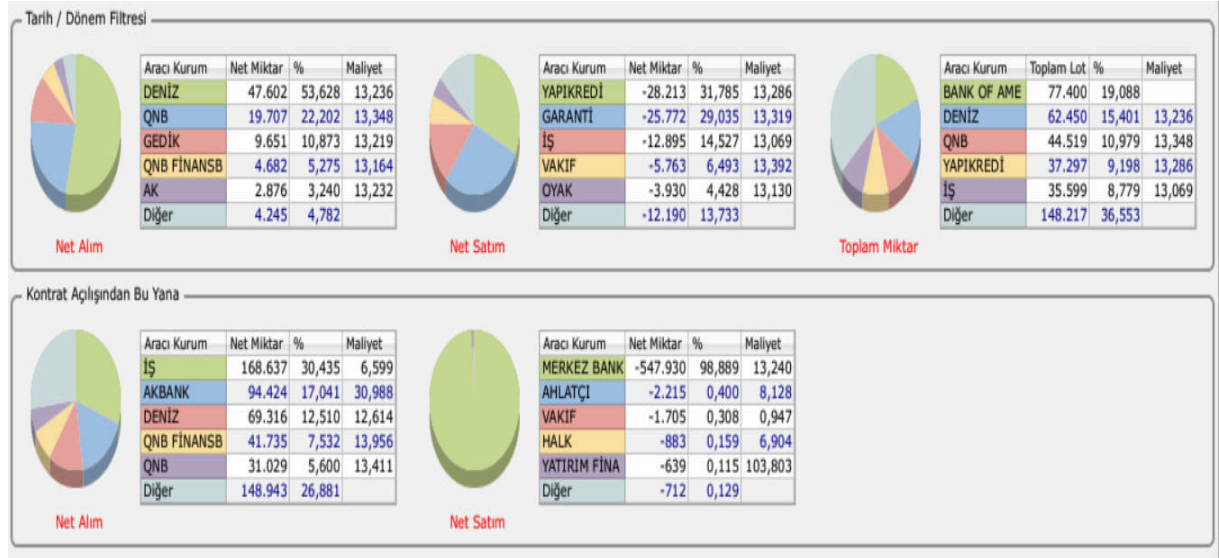 Tarih / Dönem Filtresi
Aracı Kurum Net Miktar % Maliyet
DENİZ 47.602 53,628 13,236
QNB 19.707 22,202 13,348
GEDİK 9.651 10,873 13,219
QNB FİNANSB 4.682 5,275 13,164
AK 2.876 3,240 13,232
Diğer 4.245 4,782
Net Alım
Aracı Kurum Net Miktar % Maliyet
YAPIKREDİ -28.213 31,785 13,286
GARANTİ -25.772 29,035 13,319
İŞ -12.895 14,527 13,069
VAKIF -5.763 6,493 13,392
OYAK -3.930 4,428 13,130
Diğer -12.190 13,733
Net Satım
Aracı Kurum Toplam Lot % Maliyet
BANK OF AME 77.400 19,088
DENİZ 62.450 15,401 13,236
QNB 44.519 10,979 13,348
YAPIKREDİ 37.297 9,198 13,286
İŞ 35.599 8,779 13,069
Diğer 148.217 36,553
Toplam Miktar
Kontrat Açılışından Bu Yana
Aracı Kurum Net Miktar % Maliyet
İŞ 168.637 30,435 6,599
AKBANK 94.424 17,041 30,988
DENİZ 69.316 12,510 12,614
QNB FİNANSB 41.735 7,532 13,956
QNB 31.029 5,600 13,411
Diğer 148.943 26,881
Net Alım
Aracı Kurum Net Miktar % Maliyet
MERKEZ BANK -547.930 98,889 13,240
AHLATÇI -2.215 0,400 8,128
VAKIF -1.705 0,308 0,947
HALK -883 0,159 6,904
YATIRIM FİNA -639 0,115 103,803
Diğer -712 0,129
Net Satım